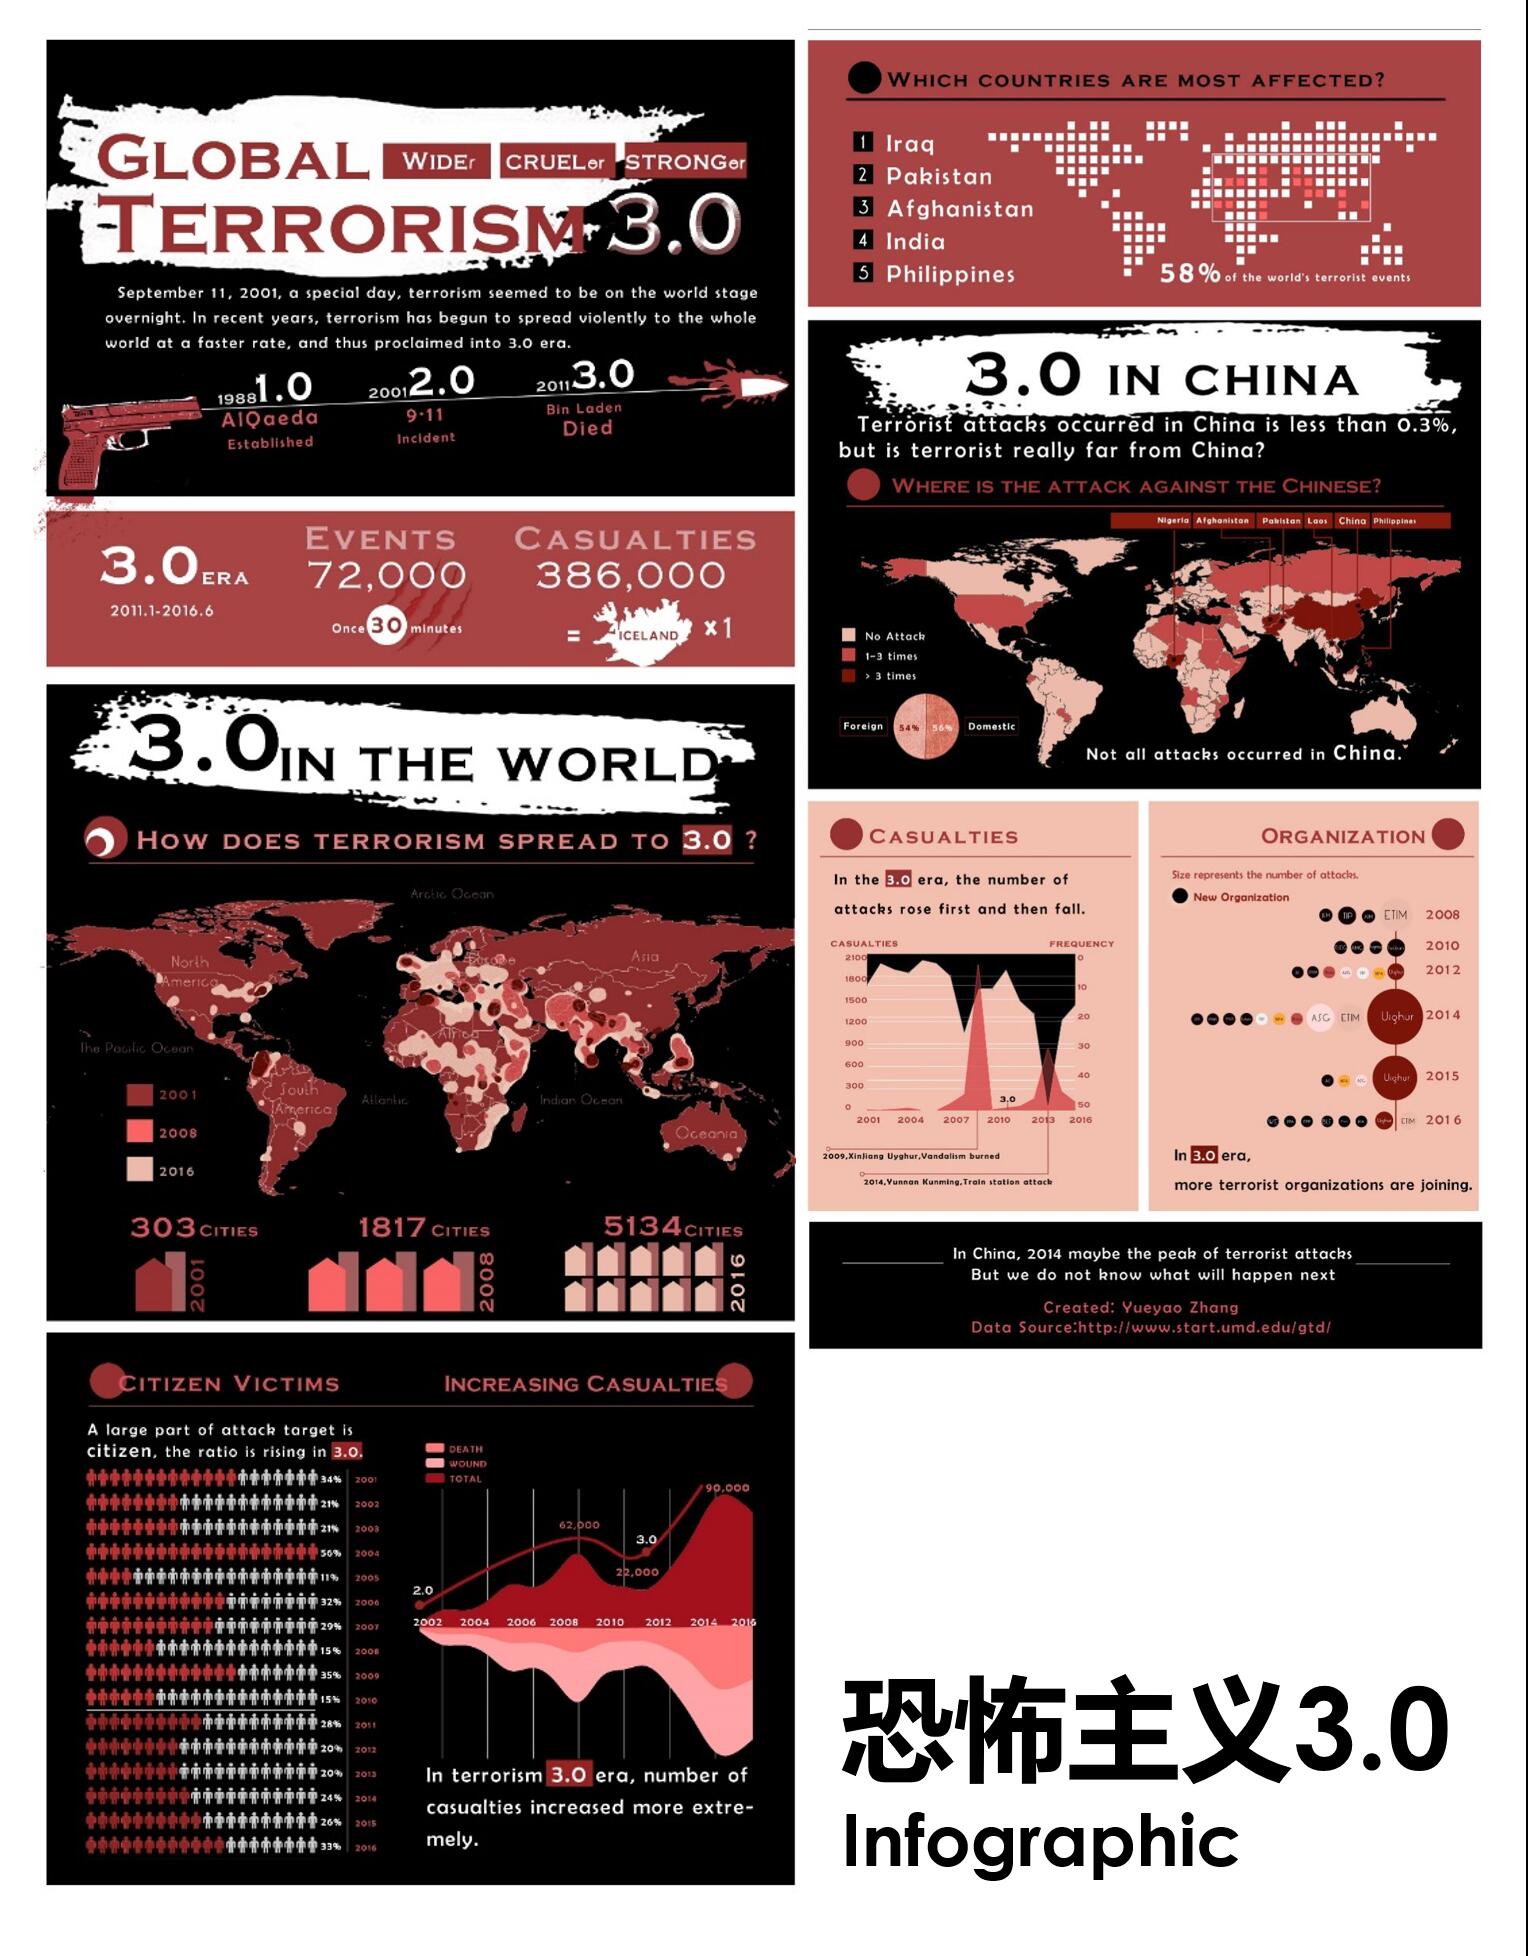 GLOBAL WIDEr CRUELer STRONGer
TERRORISM 3.0
September 11, 2001, a special day, terrorism seemed to be on the world stage
overnight. In recent years, terrorism has begun to spread violently to the whole
world at a faster rate, and thus proclaimed into 3.0 era.
1988 1.0
AlQaeda
Established
2001 2.0
9·11
Incident
2011 3.0
Bin Laden
Died
3.0 ERA
2011.1-2016.6
EVENTS
72,000
Once 30 minutes
CASUALTIES
386,000
= ICELAND ×1
3.0 IN THE WORLD
HOW DOES TERRORISM SPREAD TO 3.0 ?
Arctic Ocean
North
America
Europe
Asia
The Pacific Ocean
Africa
South
America
Atlantic
Indian Ocean
Oceania
2001
2008
2016
303 CITIES
2001
1817 CITIES
2008
5134 CITIES
2016
CITIZEN VICTIMS
A large part of attack target is
citizen, the ratio is rising in 3.0.
34% 2001
21% 2002
21% 2003
56% 2004
11% 2005
32% 2006
29% 2007
15% 2008
35% 2009
15% 2010
28% 2011
20% 2012
20% 2013
24% 2014
26% 2015
33% 2016
INCREASING CASUALTIES
DEATH
WOUND
TOTAL
90,000
62,000
3.0
22,000
2.0
2002 2004 2006 2008 2010 2012 2014 2016
In terrorism 3.0 era, number of
casualties increased more extre-
mely.
WHICH COUNTRIES ARE MOST AFFECTED?
1 Iraq
2 Pakistan
3 Afghanistan
4 India
5 Philippines
58% of the world's terrorist events
3.0 IN CHINA
Terrorist attacks occurred in China is less than 0.3%,
but is terrorist really far from China?
WHERE IS THE ATTACK AGAINST THE CHINESE?
Nigeria Afghanistan Pakistan Laos China Philippines
No Attack
1-3 times
> 3 times
Foreign 54% 56% Domestic
Not all attacks occurred in China.
CASUALTIES
In the 3.0 era, the number of
attacks rose first and then fall.
CASUALTIES FREQUENCY
2100
1800
1500
1200
900
600
300
0
0
10
20
30
40
50
3.0
2001 2004 2007 2010 2013 2016
2009,XinJiang Uyghur,Vandalism burned
2014,Yunnan Kunming,Train station attack
ORGANIZATION
Size represents the number of attacks.
New Organization
TIP ETIM 2008
2010
2012
ASG ETIM Uighur 2014
Uighur 2015
ETIM 2016
In 3.0 era,
more terrorist organizations are joining.
In China, 2014 maybe the peak of terrorist attacks
But we do not know what will happen next
Created: Yueyao Zhang
Data Source:http://www.start.umd.edu/gtd/
恐怖主义3.0
Infographic